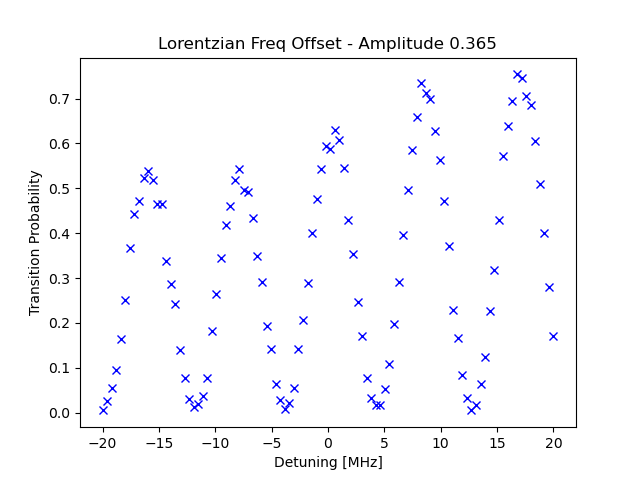 Lorentzian Freq Offset - Amplitude 0.365
Transition Probability
0.7
0.6
0.5
0.4
0.3
0.2
0.1
0.0
−20 −15 −10 −5 0 5 10 15 20
Detuning [MHz]